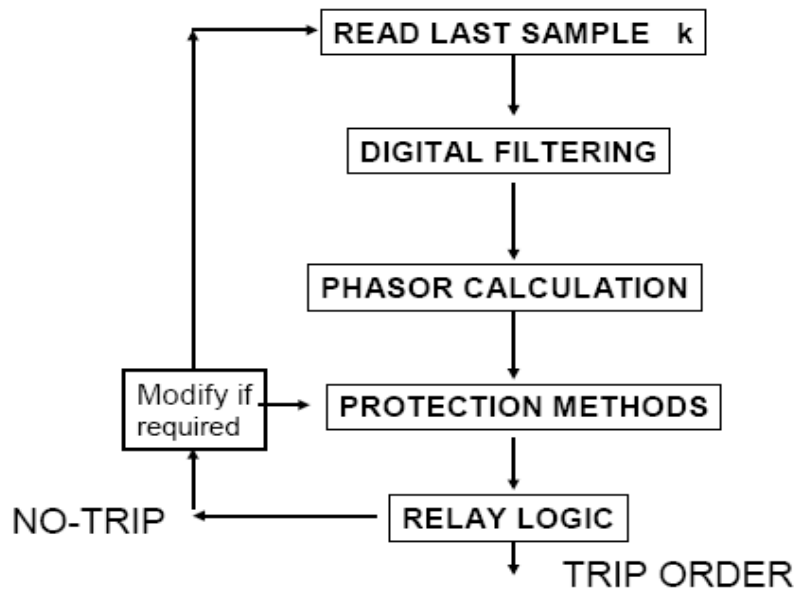 READ LAST SAMPLE k
DIGITAL FILTERING
PHASOR CALCULATION
Modify if
required
PROTECTION METHODS
NO-TRIP
RELAY LOGIC
TRIP ORDER